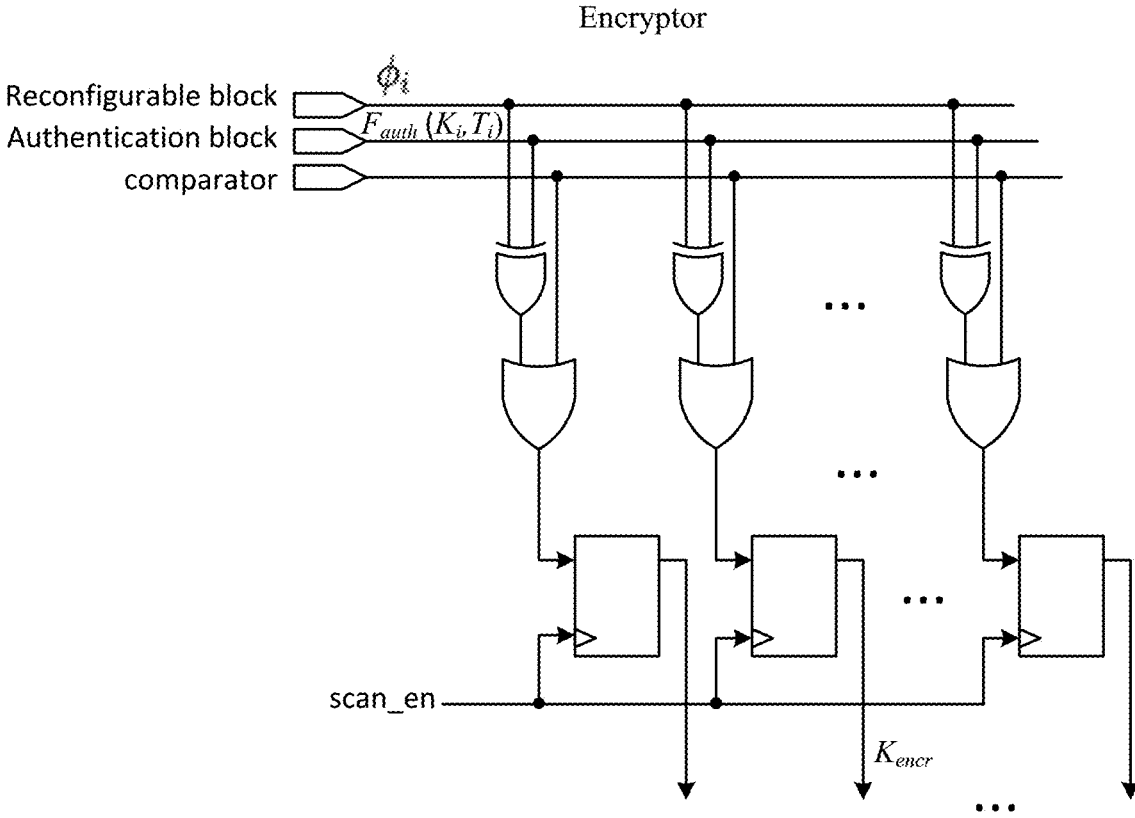 Encryptor
ϕi
Reconfigurable block
Fauth (Ki, Ti)
Authentication block
comparator
...
...
...
scan_en
Kencr
...